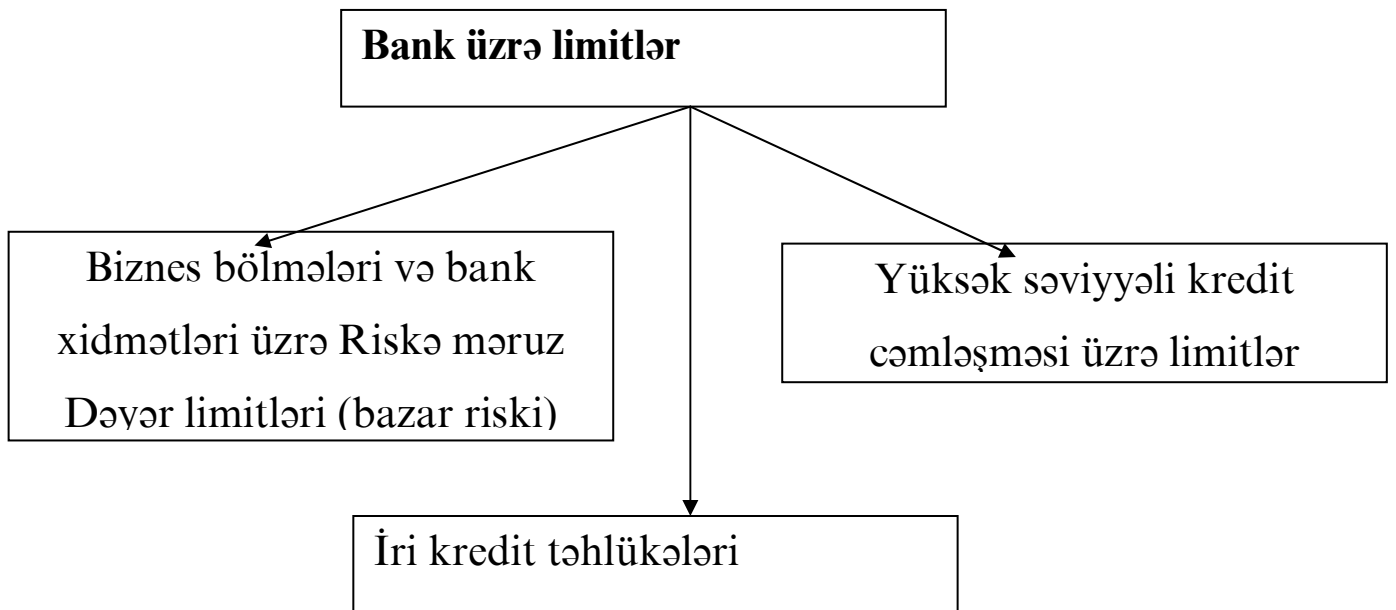 Bank üzrə limitlər
Biznes bölmələri və bank
xidmətləri üzrə Riskə məruz
Dəyər limitləri (bazar riski)
Yüksək səviyyəli kredit
cəmləşməsi üzrə limitlər
İri kredit təhlükələri